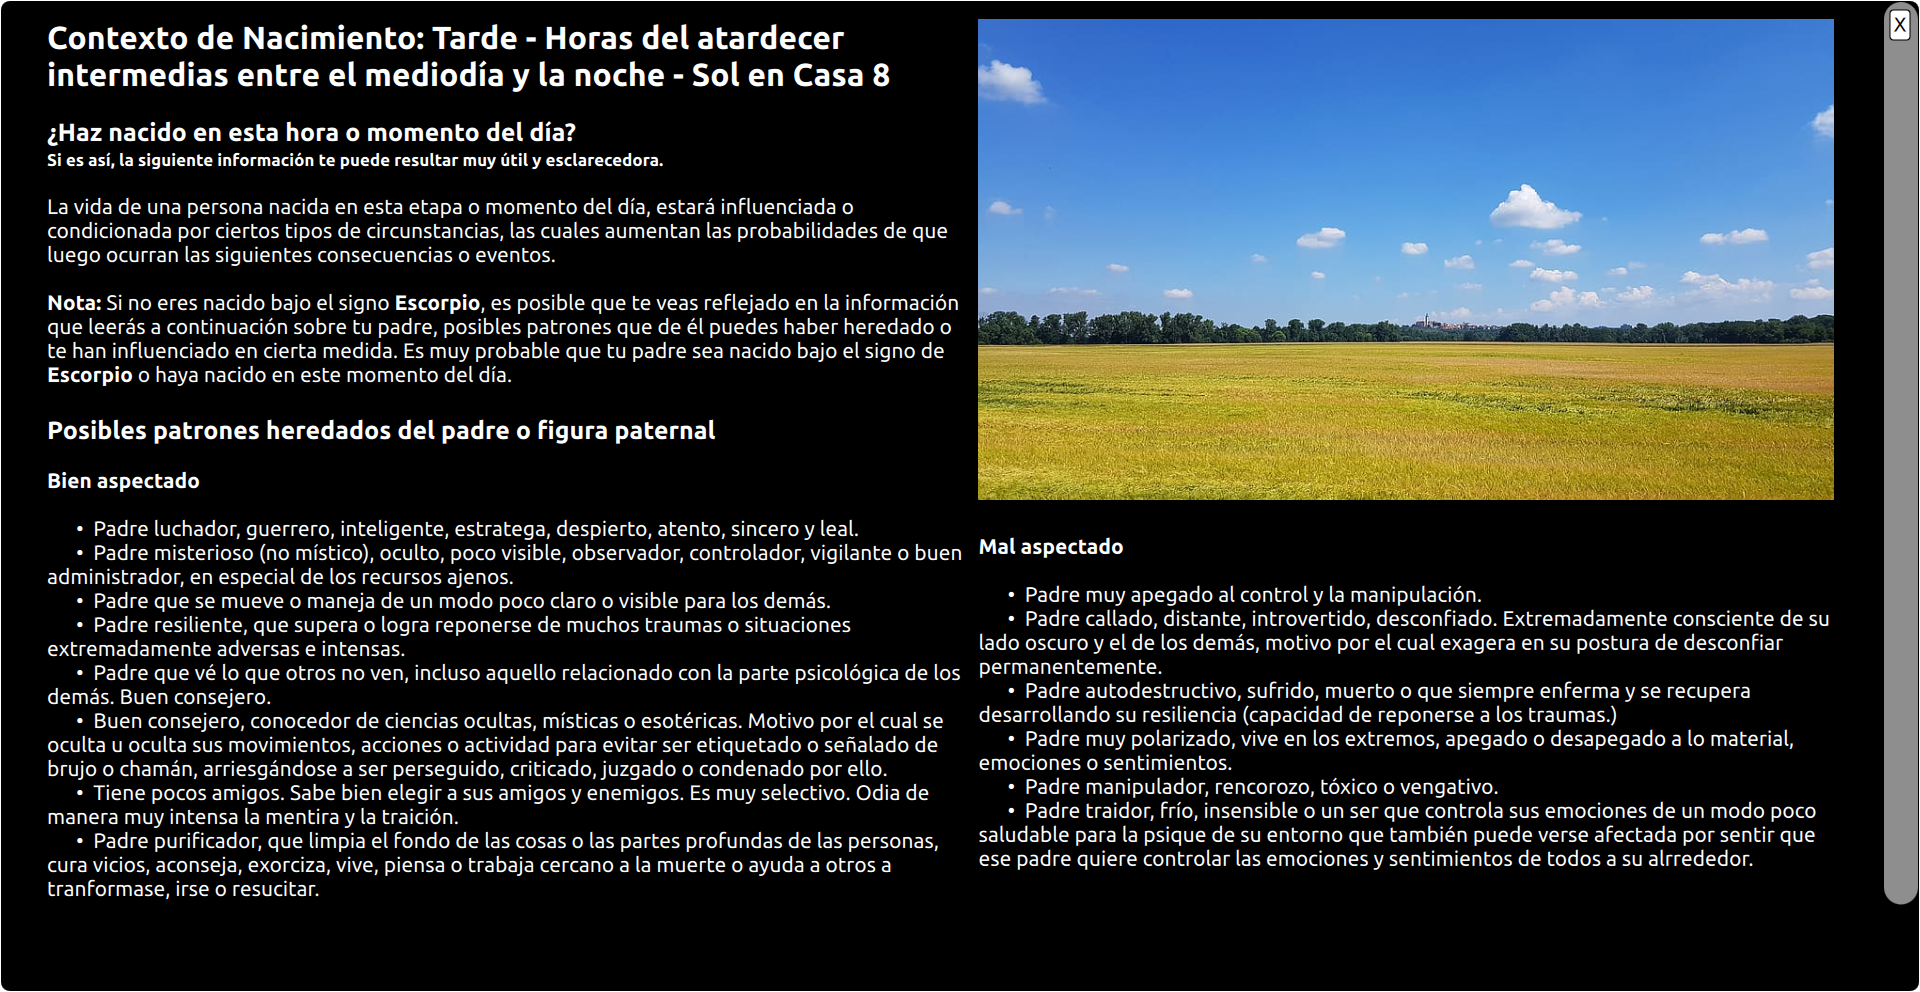 Contexto de Nacimiento: Tarde - Horas del atardecer
intermedias entre el mediodía y la noche - Sol en Casa 8
¿Haz nacido en esta hora o momento del día?
Si es así, la siguiente información te puede resultar muy útil y esclarecedora.
La vida de una persona nacida en esta etapa o momento del día, estará influenciada o
condicionada por ciertos tipos de circunstancias, las cuales aumentan las probabilidades de que
luego ocurran las siguientes consecuencias o eventos.
Nota: Si no eres nacido bajo el signo Escorpio, es posible que te veas reflejado en la información
que leerás a continuación sobre tu padre, posibles patrones que de él puedes haber heredado o
te han influenciado en cierta medida. Es muy probable que tu padre sea nacido bajo el signo de
Escorpio o haya nacido en este momento del día.
Posibles patrones heredados del padre o figura paternal
Bien aspectado
• Padre luchador, guerrero, inteligente, estratega, despierto, atento, sincero y leal.
• Padre misterioso (no místico), oculto, poco visible, observador, controlador, vigilante o buen
administrador, en especial de los recursos ajenos.
• Padre que se mueve o maneja de un modo poco claro o visible para los demás.
• Padre resiliente, que supera o logra reponerse de muchos traumas o situaciones
extremadamente adversas e intensas.
• Padre que vé lo que otros no ven, incluso aquello relacionado con la parte psicológica de los
demás. Buen consejero.
• Buen consejero, conocedor de ciencias ocultas, místicas o esotéricas. Motivo por el cual se
oculta u oculta sus movimientos, acciones o actividad para evitar ser etiquetado o señalado de
brujo o chamán, arriesgándose a ser perseguido, criticado, juzgado o condenado por ello.
• Tiene pocos amigos. Sabe bien elegir a sus amigos y enemigos. Es muy selectivo. Odia de
manera muy intensa la mentira y la traición.
• Padre purificador, que limpia el fondo de las cosas o las partes profundas de las personas,
cura vicios, aconseja, exorciza, vive, piensa o trabaja cercano a la muerte o ayuda a otros a
tranformase, irse o resucitar.
X
Mal aspectado
• Padre muy apegado al control y la manipulación.
• Padre callado, distante, introvertido, desconfiado. Extremadamente consciente de su
lado oscuro y el de los demás, motivo por el cual exagera en su postura de desconfiar
permanentemente.
• Padre autodestructivo, sufrido, muerto o que siempre enferma y se recupera
desarrollando su resiliencia (capacidad de reponerse a los traumas.)
• Padre muy polarizado, vive en los extremos, apegado o desapegado a lo material,
emociones o sentimientos.
• Padre manipulador, rencorozo, tóxico o vengativo.
• Padre traidor, frío, insensible o un ser que controla sus emociones de un modo poco
saludable para la psique de su entorno que también puede verse afectada por sentir que
ese padre quiere controlar las emociones y sentimientos de todos a su alrrededor.